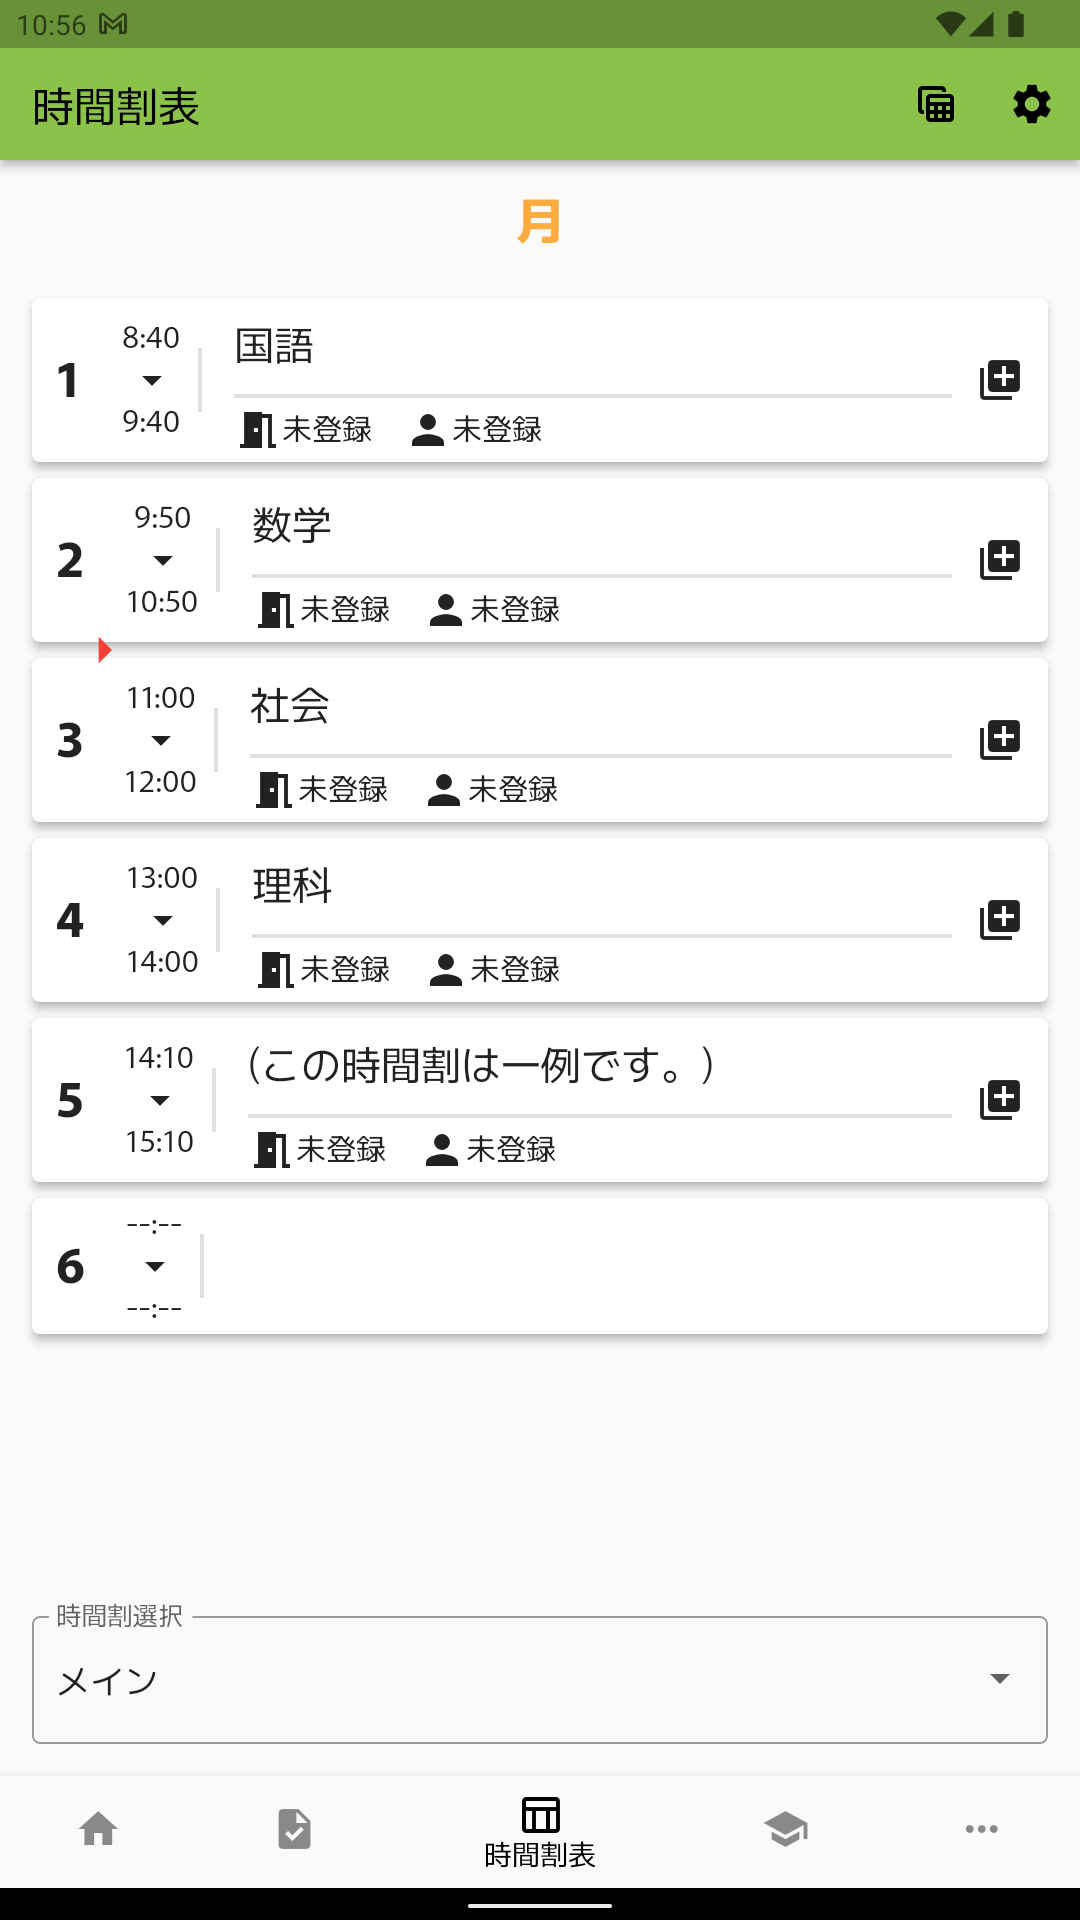 10:56
時間割表
月
1
8:40
9:40
国語
未登録 未登録
2
9:50
10:50
数学
未登録 未登録
3
11:00
12:00
社会
未登録 未登録
4
13:00
14:00
理科
未登録 未登録
5
14:10
15:10
(この時間割は一例です。)
未登録 未登録
6
--:--
--:--
時間割選択
メイン
時間割表